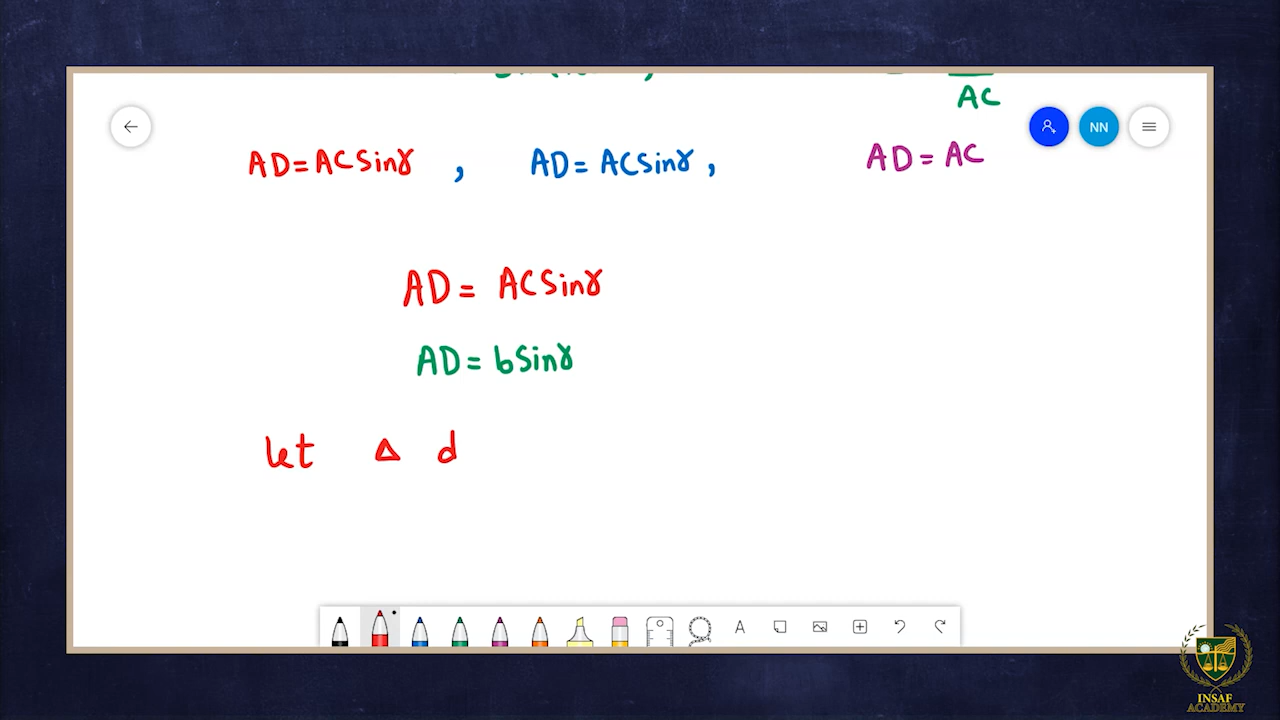 AC
NN
AD=ACSinγ , AD=ACsinγ , AD=AC
AD= ACSinγ
AD= bSinγ
let Δ d
A
INSAF
ACADEMY